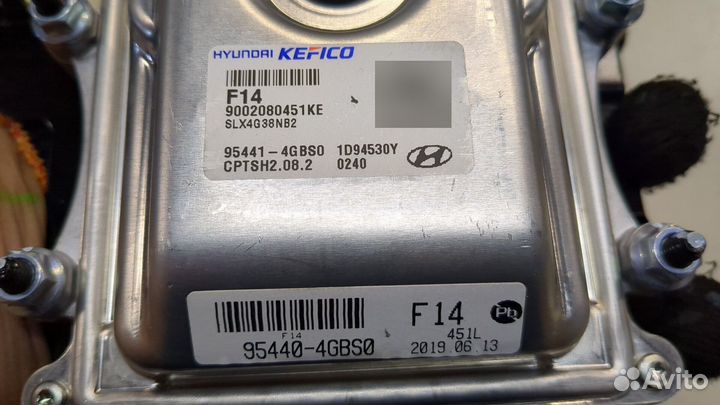 HYUNDAI KEFICO
F14
9002080451KE
SLX4G38NB2
95441-4GBS0 1D94530Y
CPTSH2.08.2 0240
F14 Pb
F14 451L
95440-4GBS0 2019.06.13
Avito